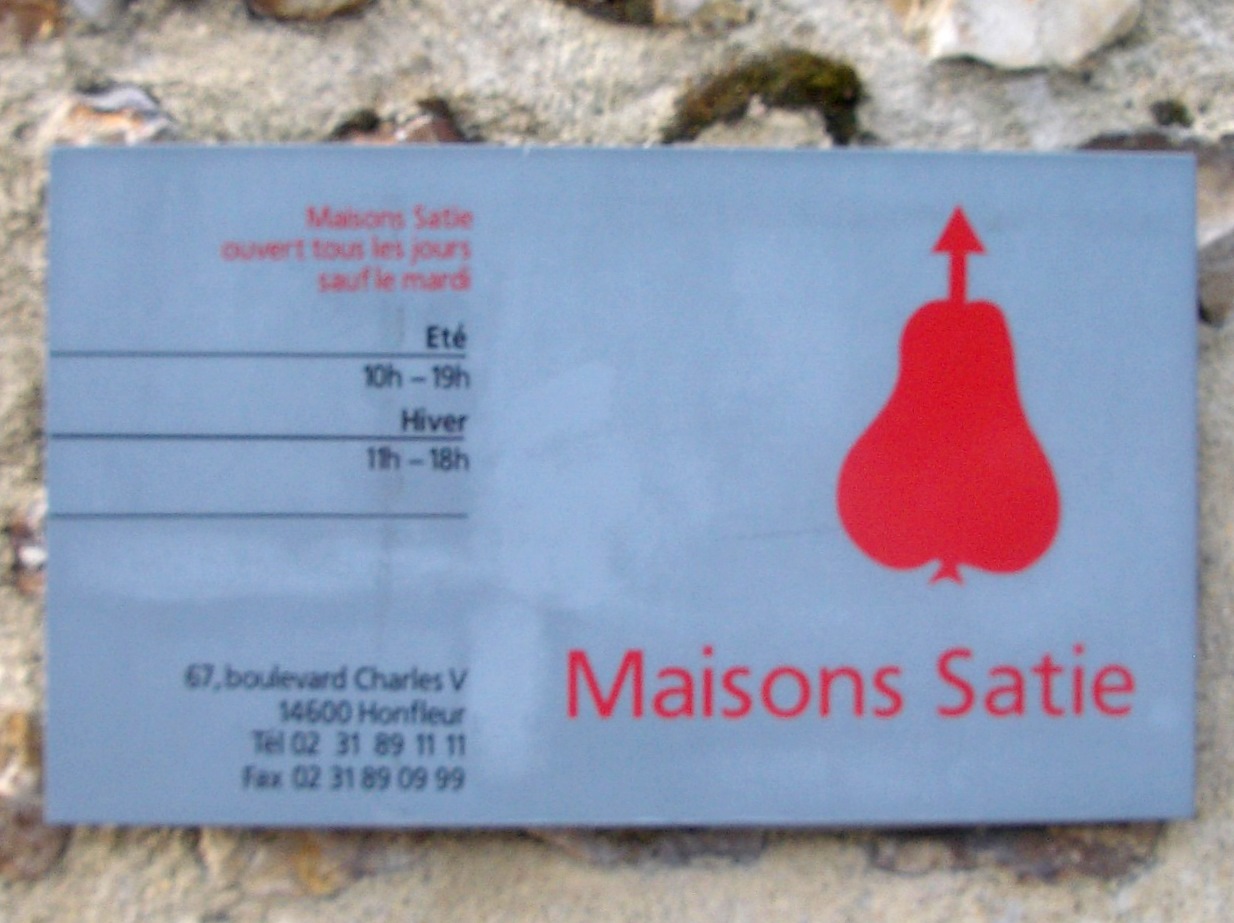 Maisons Satie
ouvert tous les jours
sauf le mardi
Eté
10h – 19h
Hiver
11h – 18h
67, boulevard Charles V
14600 Honfleur
Tél 02 31 89 11 11
Fax 02 31 89 09 99
Maisons Satie